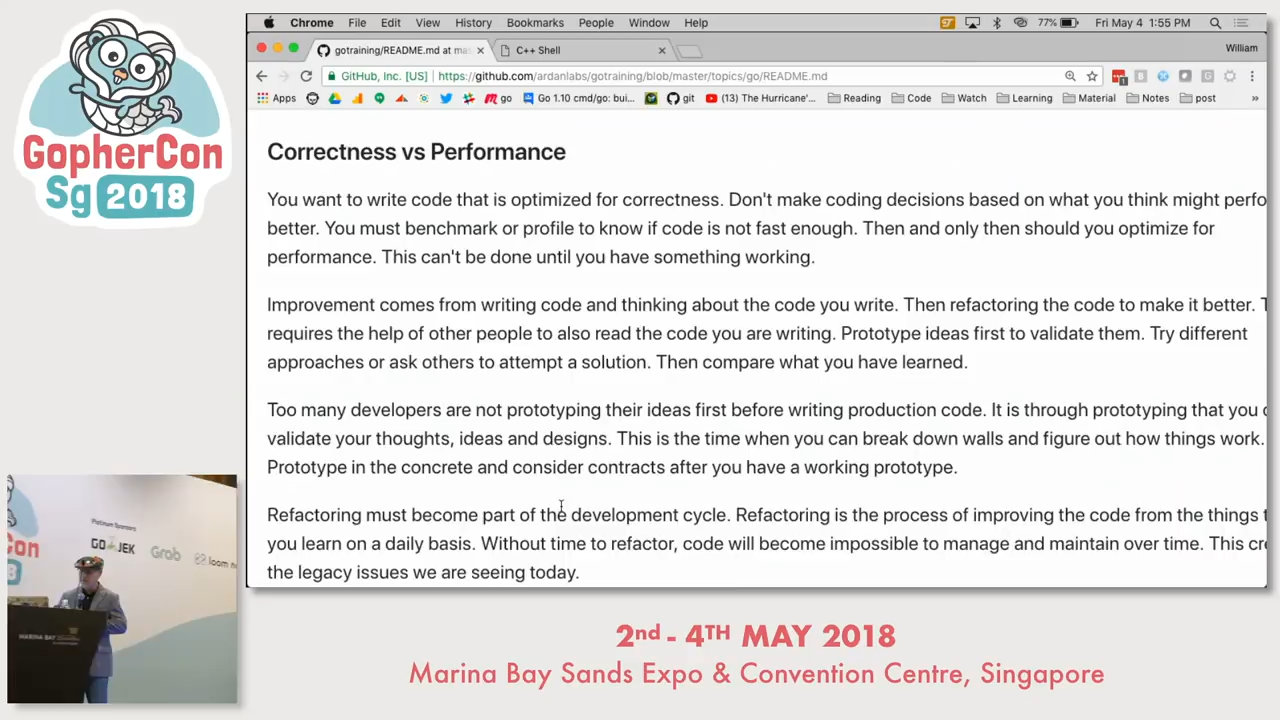 GopherCon
Sg 2018
Chrome File Edit View History Bookmarks People Window Help
77% Fri May 4 1:55 PM
gotraining/README.md at mas
C++ Shell
William
GitHub, Inc. [US] https://github.com/ardanlabs/gotraining/blob/master/topics/go/README.md
Apps go Go 1.10 cmd/go: bui... git (13) The Hurricane'... Reading Code Watch Learning Material Notes post »
Correctness vs Performance
You want to write code that is optimized for correctness. Don't make coding decisions based on what you think might perfo
better. You must benchmark or profile to know if code is not fast enough. Then and only then should you optimize for
performance. This can't be done until you have something working.
Improvement comes from writing code and thinking about the code you write. Then refactoring the code to make it better. T
requires the help of other people to also read the code you are writing. Prototype ideas first to validate them. Try different
approaches or ask others to attempt a solution. Then compare what you have learned.
Too many developers are not prototyping their ideas first before writing production code. It is through prototyping that you c
validate your thoughts, ideas and designs. This is the time when you can break down walls and figure out how things work.
Prototype in the concrete and consider contracts after you have a working prototype.
Refactoring must become part of the development cycle. Refactoring is the process of improving the code from the things t
you learn on a daily basis. Without time to refactor, code will become impossible to manage and maintain over time. This cre
the legacy issues we are seeing today.
Platinum Sponsors
GO JEK Grab
Con
2018
MARINA BAY
2nd - 4TH MAY 2018
Marina Bay Sands Expo & Convention Centre, Singapore